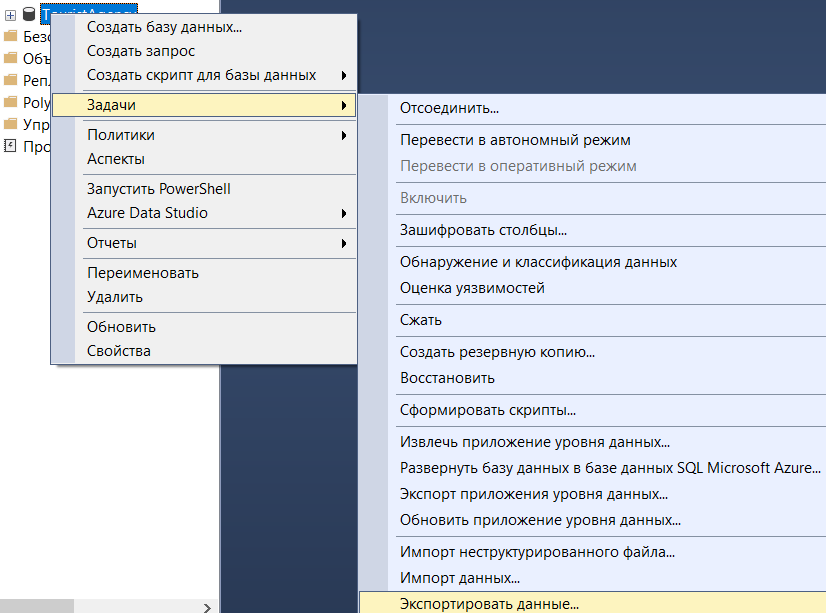 TouristAgency
Создать базу данных...
Создать запрос
Создать скрипт для базы данных
Задачи
Политики
Аспекты
Запустить PowerShell
Azure Data Studio
Отчеты
Переименовать
Удалить
Обновить
Свойства
Безо
Объ
Реп
Poly
Упр
Про
Отсоединить...
Перевести в автономный режим
Перевести в оперативный режим
Включить
Зашифровать столбцы...
Обнаружение и классификация данных
Оценка уязвимостей
Сжать
Создать резервную копию...
Восстановить
Сформировать скрипты...
Извлечь приложение уровня данных...
Развернуть базу данных в базе данных SQL Microsoft Azure...
Экспорт приложения уровня данных...
Обновить приложение уровня данных...
Импорт неструктурированного файла...
Импорт данных...
Экспортировать данные...